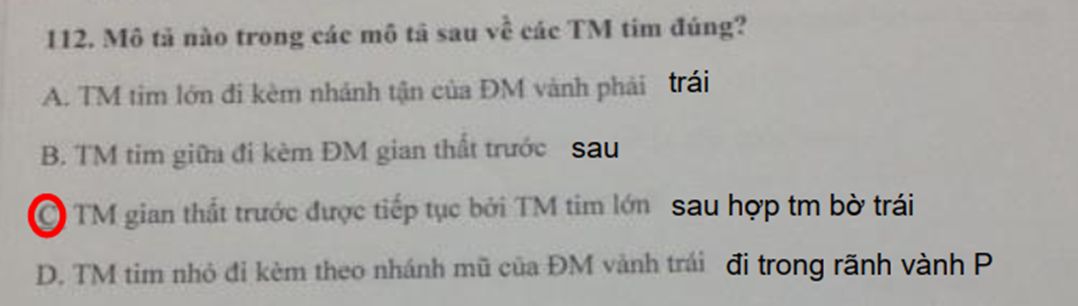 112. Mô tả nào trong các mô tả sau về các TM tim đúng?
A. TM tim lớn đi kèm nhánh tận của ĐM vành phải trái
B. TM tim giữa đi kèm ĐM gian thất trước sau
C TM gian thất trước được tiếp tục bởi TM tim lớn sau hợp tm bờ trái
D. TM tim nhỏ đi kèm theo nhánh mũ của ĐM vành trái đi trong rãnh vành P